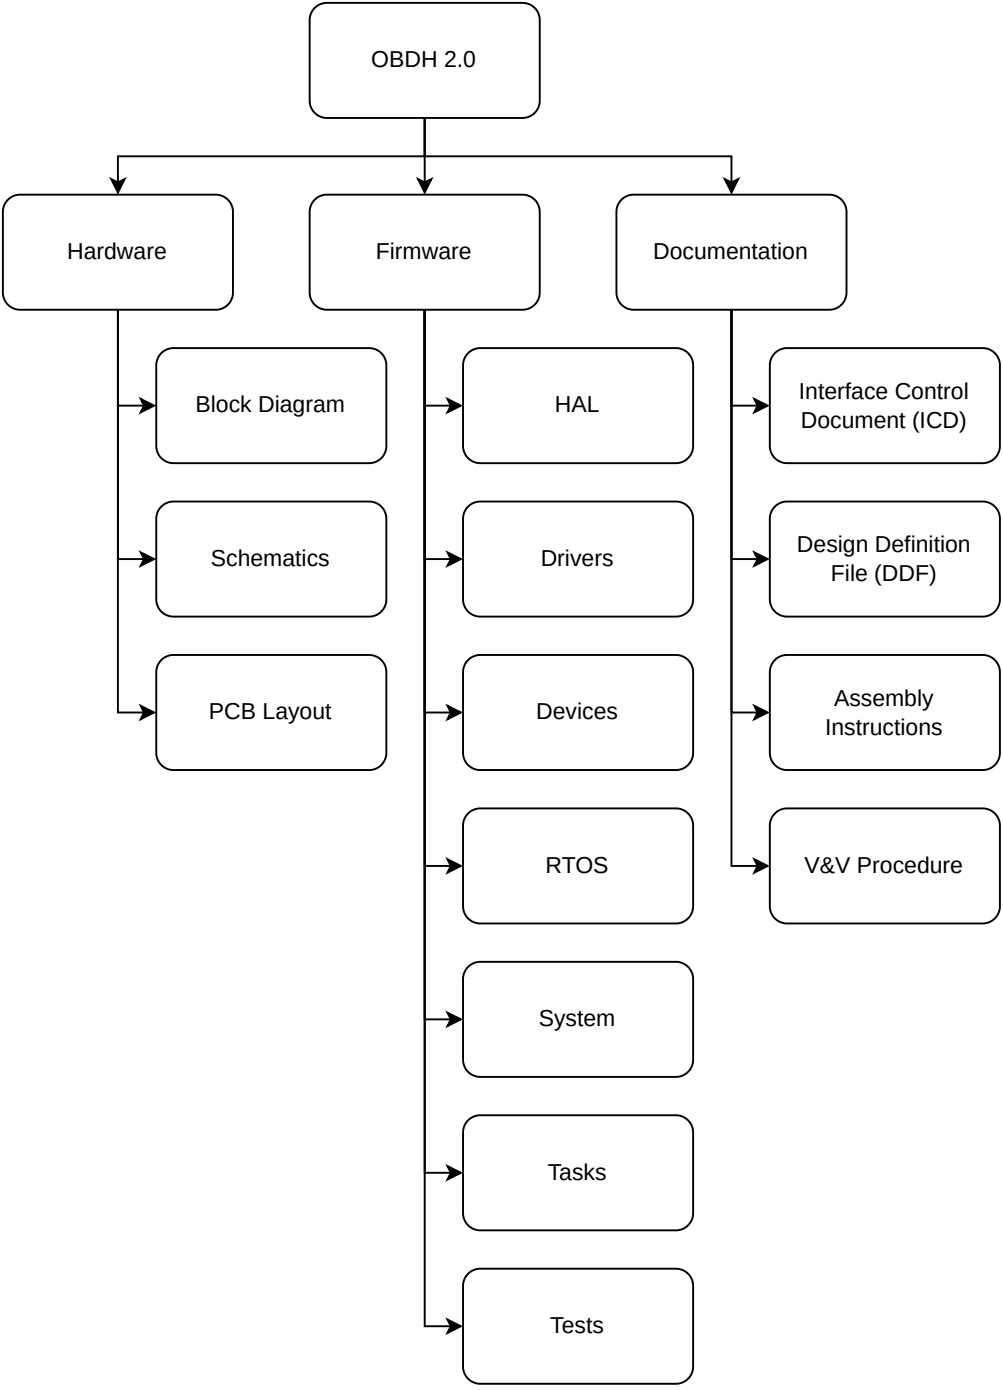 OBDH 2.0
Hardware
Firmware
Documentation
Block Diagram
HAL
Interface Control
Document (ICD)
Schematics
Drivers
Design Definition
File (DDF)
PCB Layout
Devices
Assembly
Instructions
RTOS
V&V Procedure
System
Tasks
Tests